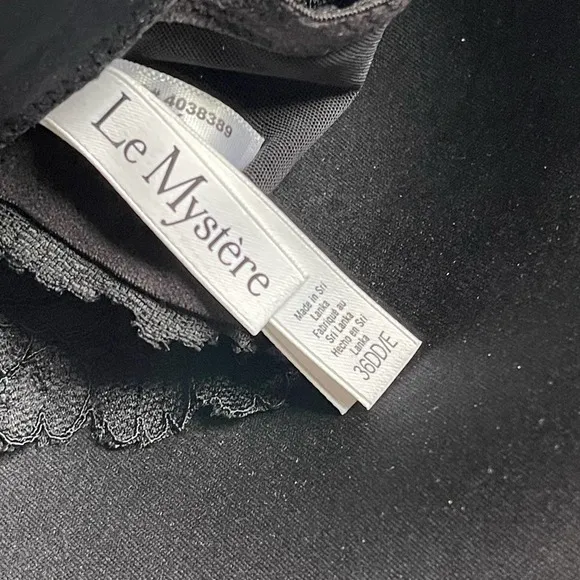 4038389
Le Mystère
Made in Sri
Lanka
Fabriqué au
Sri Lanka
Hecho en Sri
Lanka
36DD/E